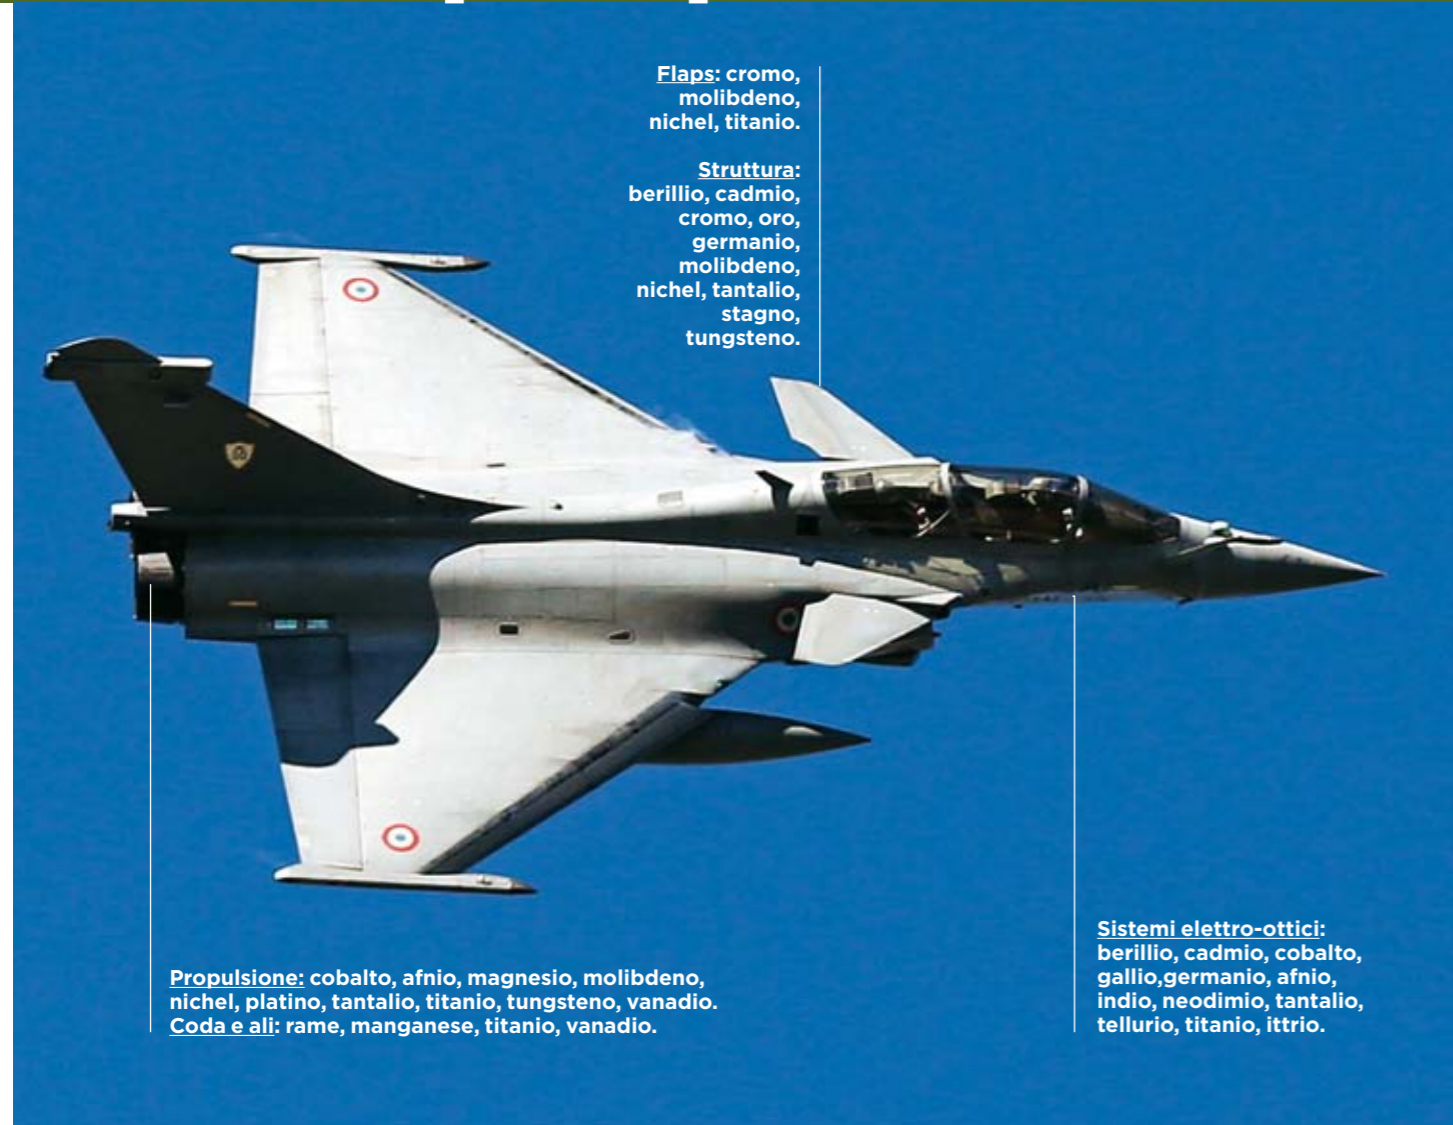 Flaps: cromo,
molibdeno,
nichel, titanio.
Struttura:
berillio, cadmio,
cromo, oro,
germanio,
molibdeno,
nichel, tantalio,
stagno,
tungsteno.
Propulsione: cobalto, afnio, magnesio, molibdeno,
nichel, platino, tantalio, titanio, tungsteno, vanadio.
Coda e ali: rame, manganese, titanio, vanadio.
Sistemi elettro-ottici:
berillio, cadmio, cobalto,
gallio,germanio, afnio,
indio, neodimio, tantalio,
tellurio, titanio, ittrio.